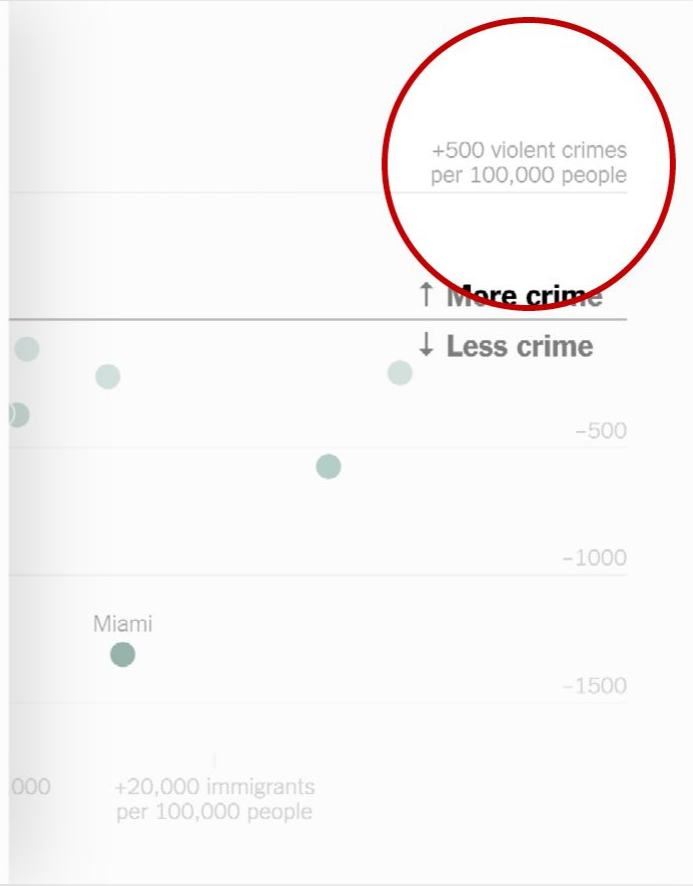 +500 violent crimes
per 100,000 people
↑ More crime
↓ Less crime
–500
–1000
Miami
–1500
000
+20,000 immigrants
per 100,000 people